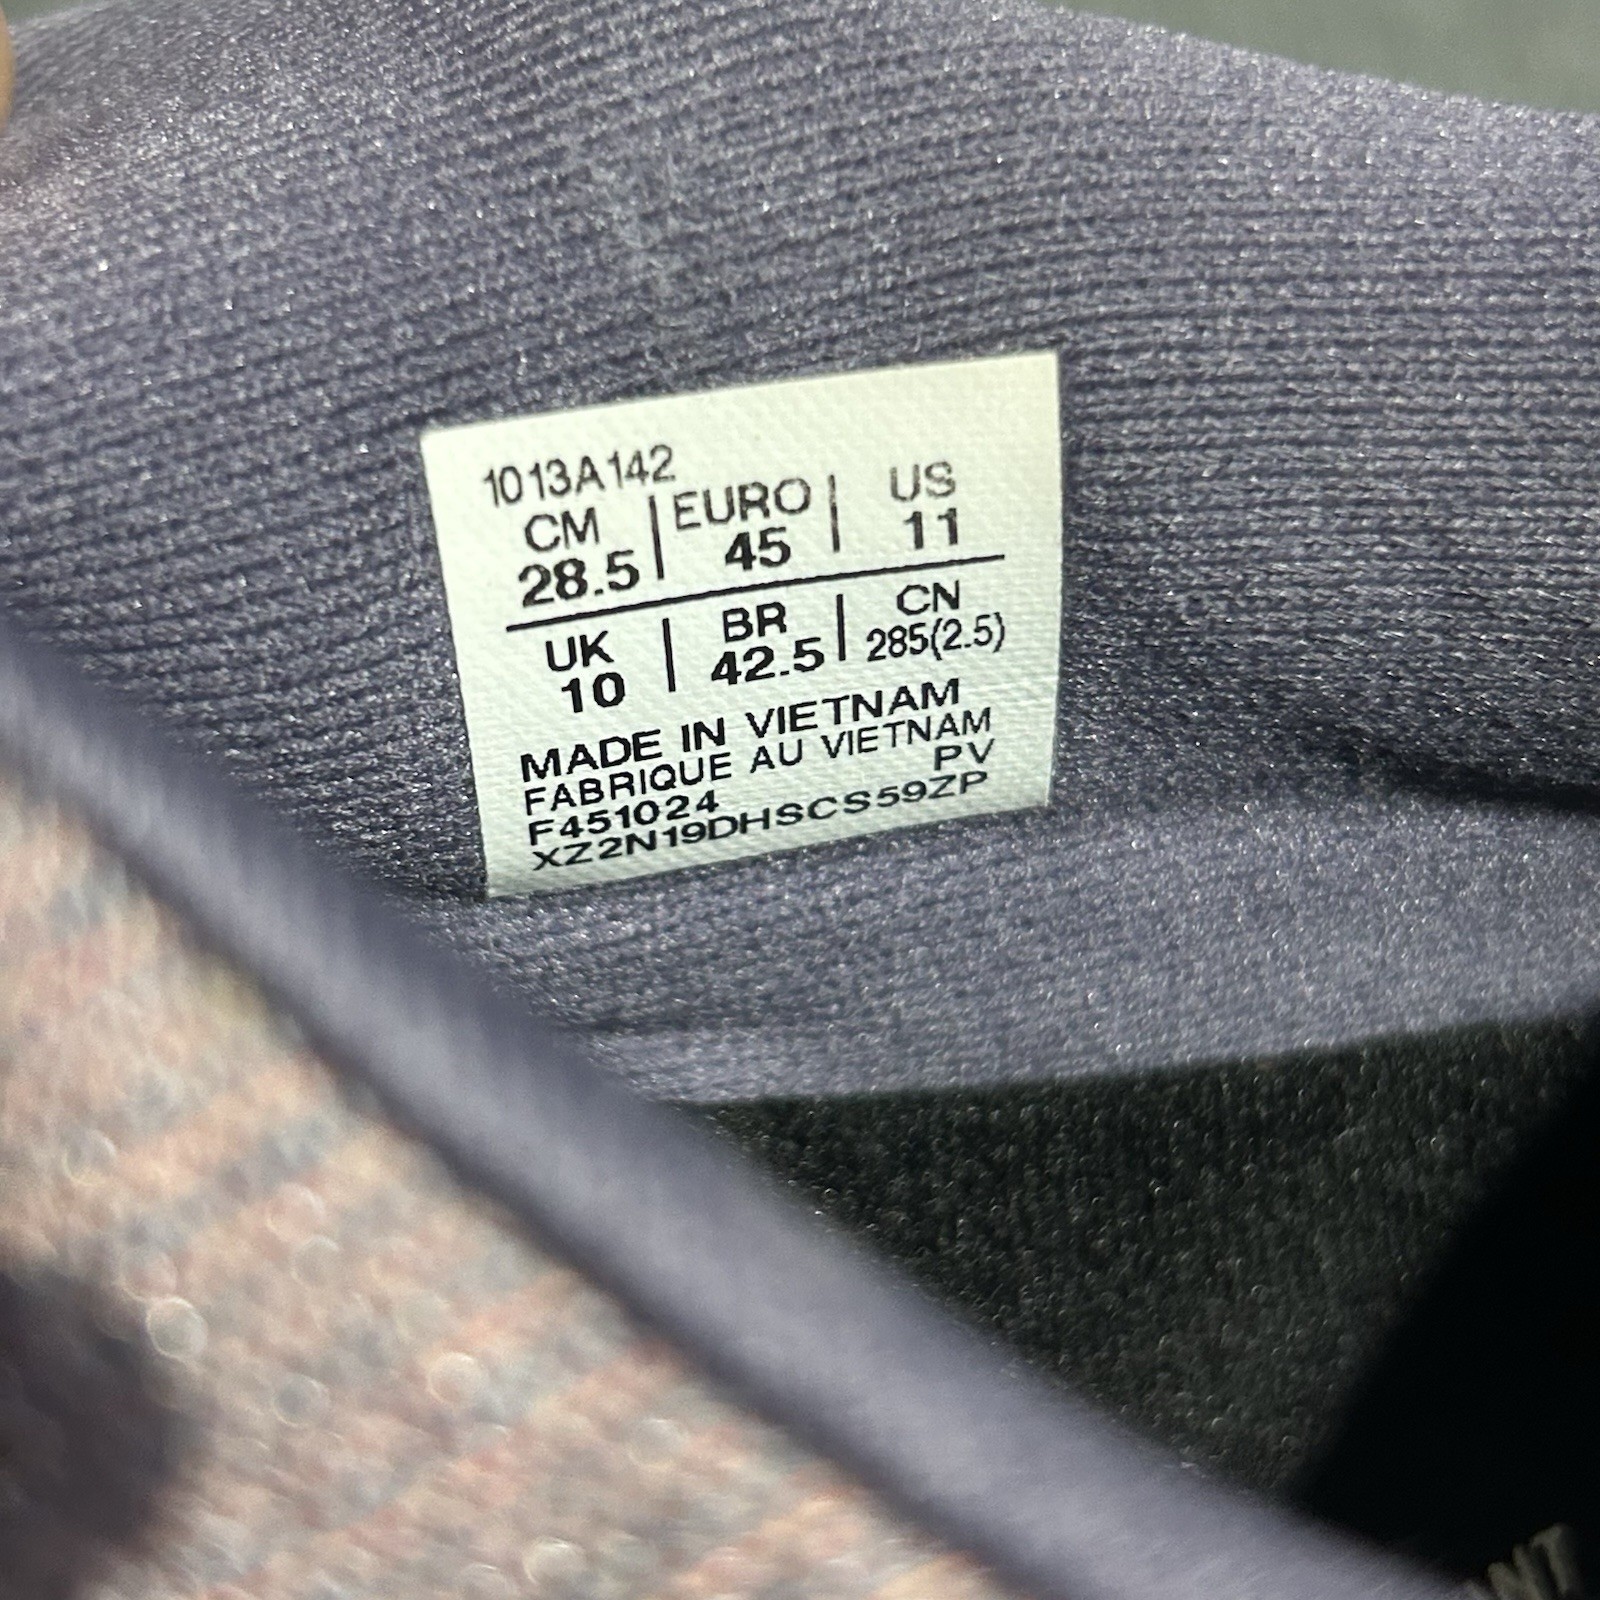 1013A142
CM | EURO | US
28.5 | 45 | 11
UK | BR | CN
10 | 42.5 | 285(2.5)
MADE IN VIETNAM
FABRIQUE AU VIETNAM
PV
F451024
XZ2N19DHSCS59ZP